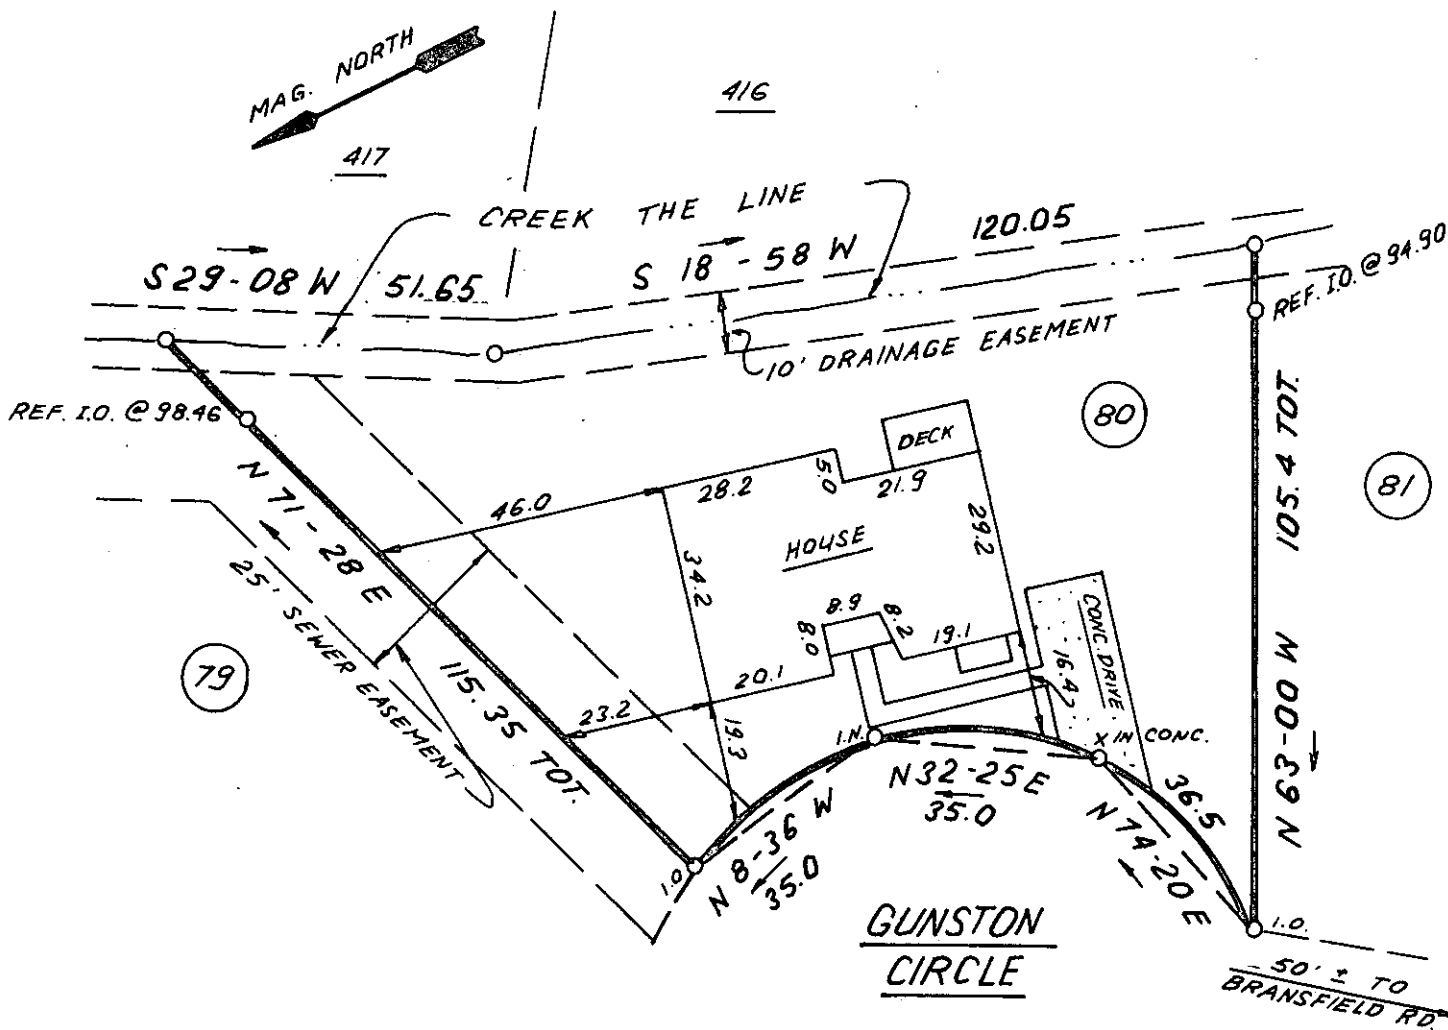 MAG. NORTH
416
417
CREEK THE LINE
120.05
S 29-08 W 51.65
S 18 - 58 W
REF. I.O. @ 94.90
10' DRAINAGE EASEMENT
REF. I.O. @ 98.46
80
DECK
5.0
28.2
21.9
46.0
105.4 TOT.
81
N 71 - 28 E
HOUSE
29.2
34.2
25' SEWER EASEMENT
8.9
8.2
8.0
19.1
CONC. DRIVE
16.4
79
115.35 TOT.
20.1
23.2
19.3
N 63-00 W
I.N.
X IN CONC.
N 32-25 E
35.0
36.5
N 8-36 W
35.0
N 74-20 E
I.O
GUNSTON
CIRCLE
I.O.
50' ± TO
BRANSFIELD RD.